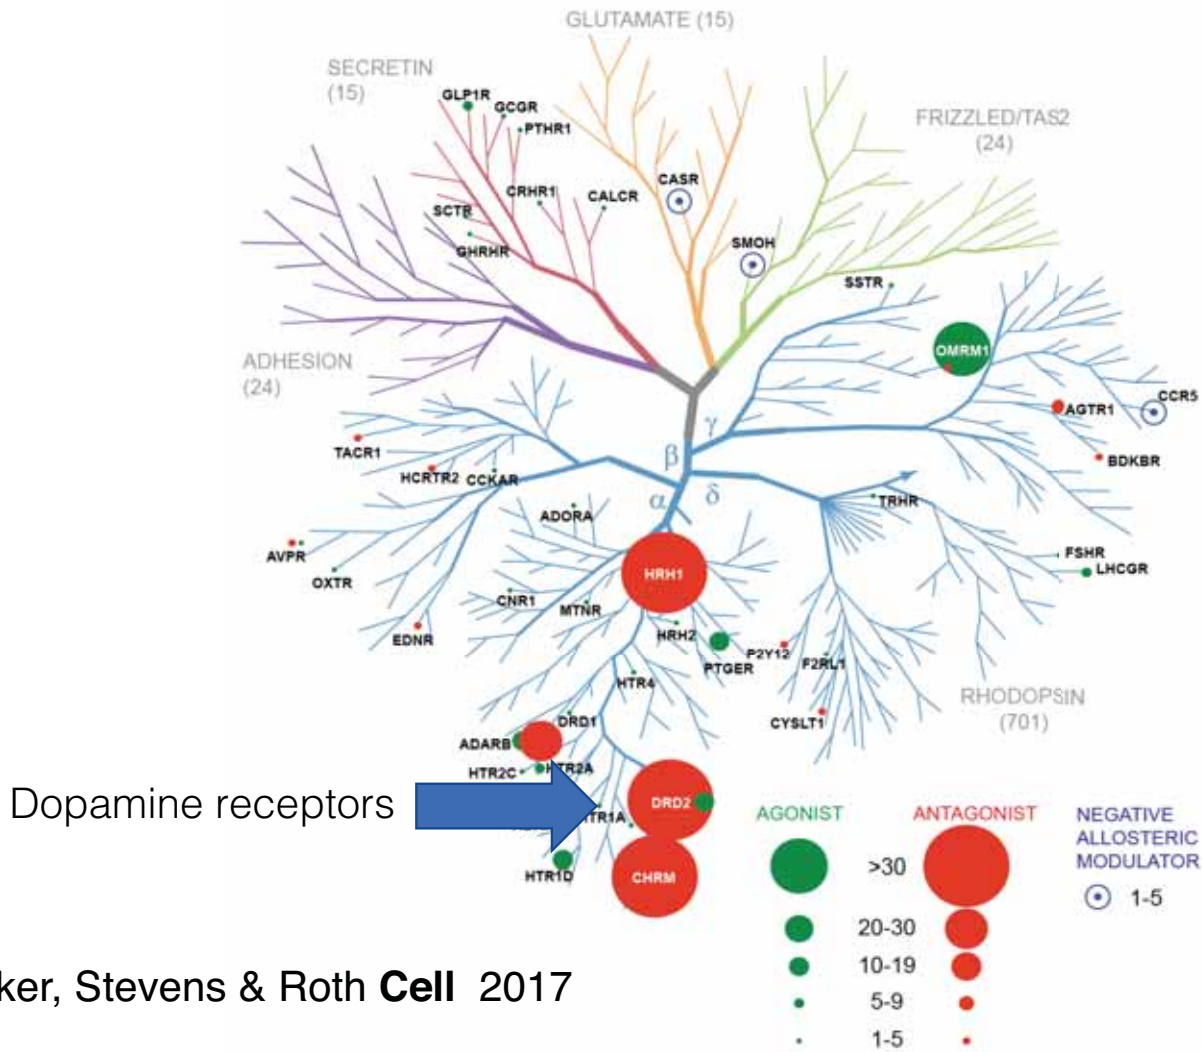 GLUTAMATE (15)
SECRETIN
(15)
GLP1R
GCGR
PTHR1
FRIZZLED/TAS2
(24)
CRHR1
CALCR
CASR
SCTR
GHRHR
SMOH
SSTR
ADHESION
(24)
OMRM1
CCR5
AGTR1
TACR1
HCRTR2
CCKAR
BDKBR
γ
β
α
δ
ADORA
TRHR
AVPR
OXTR
FSHR
LHCGR
HRH1
CNR1
MTNR
EDNR
HRH2
PTGER
P2Y12
F2RL1
HTR4
RHODOPSIN
(701)
DRD1
CYSLT1
ADARB
HTR2C
HTR2A
Dopamine receptors
DRD2
TR1A
HTR1D
CHRM
AGONIST
ANTAGONIST
NEGATIVE
ALLOSTERIC
MODULATOR
>30
1-5
20-30
10-19
5-9
1-5
ker, Stevens & Roth Cell 2017